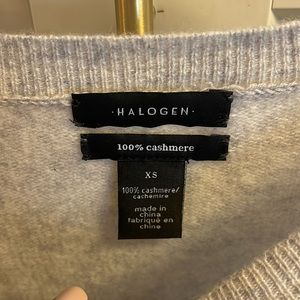 · HALOGEN ·
100% cashmere
XS
100% cashmere/
cachemire
made in
china
fabriqué en
chine